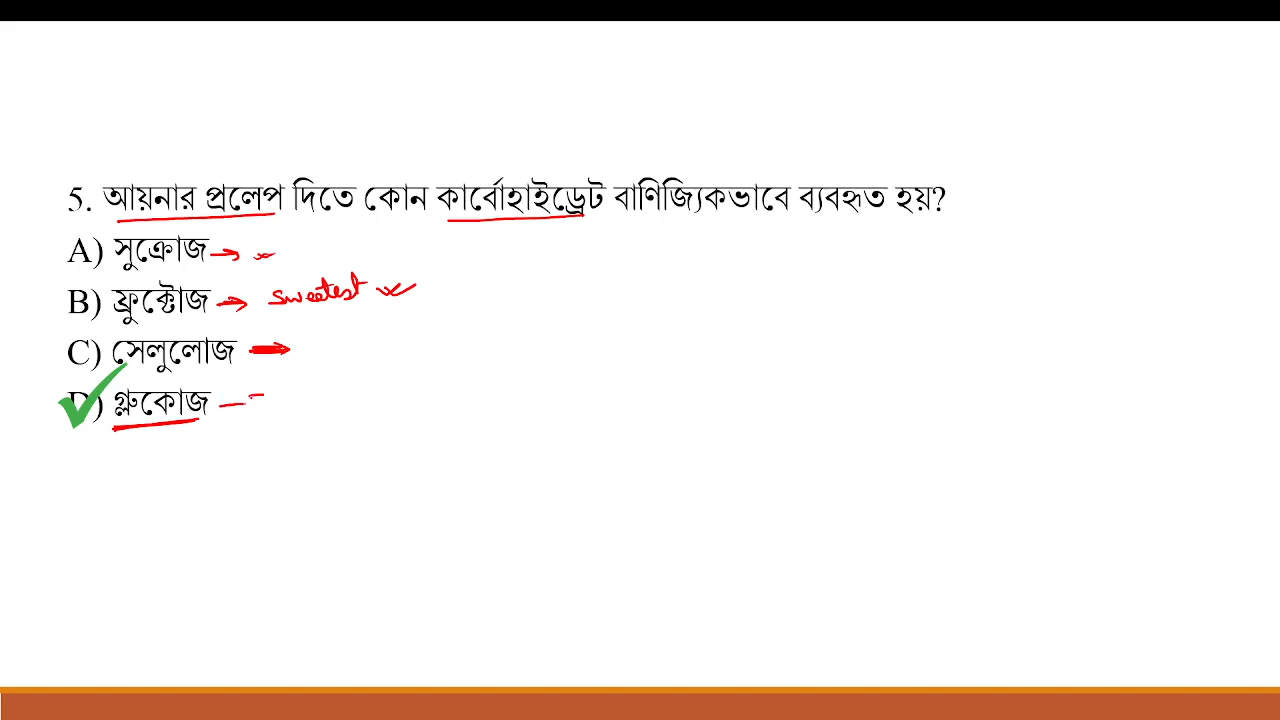 5. আয়নার প্রলেপ দিতে কোন কার্বোহাইড্রেট বাণিজ্যিকভাবে ব্যবহৃত হয়?
A) সুক্রোজ
B) ফ্রুক্টোজ sweetest
C) সেলুলোজ
D) গ্লুকোজ